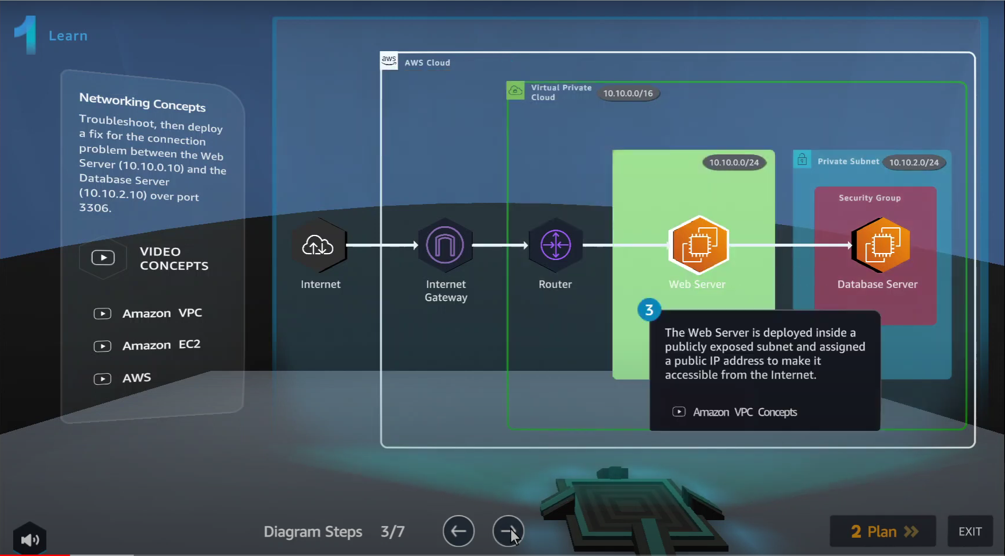 1 Learn
Networking Concepts
Troubleshoot, then deploy
a fix for the connection
problem between the Web
Server (10.10.0.10) and the
Database Server
(10.10.2.10) over port
3306.
VIDEO
CONCEPTS
Amazon VPC
Amazon EC2
AWS
aws
AWS Cloud
Virtual Private
Cloud
10.10.0.0/16
10.10.0.0/24
Private Subnet
10.10.2.0/24
Security Group
Internet
Internet
Gateway
Router
Web Server
Database Server
3
The Web Server is deployed inside a
publicly exposed subnet and assigned
a public IP address to make it
accessible from the Internet.
Amazon VPC Concepts
Diagram Steps 3/7
2 Plan
EXIT